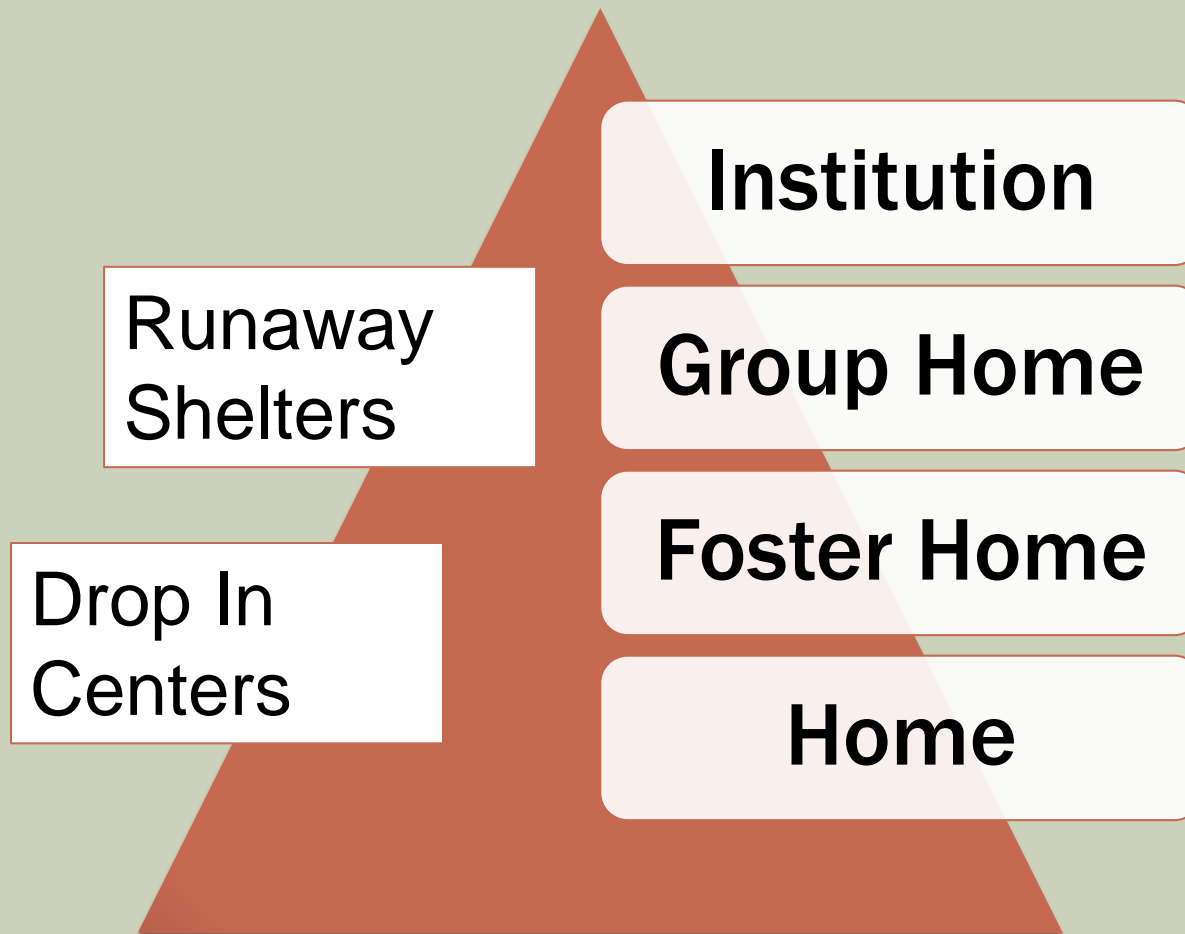 Institution
Runaway
Shelters
Group Home
Foster Home
Drop In
Centers
Home